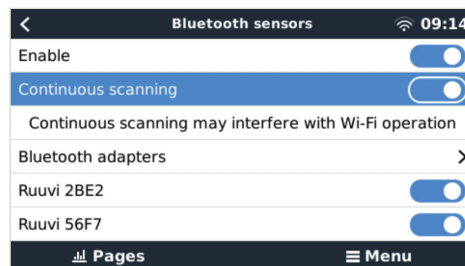 Bluetooth sensors 09:14
Enable
Continuous scanning
Continuous scanning may interfere with Wi-Fi operation
Bluetooth adapters
Ruuvi 2BE2
Ruuvi 56F7
Pages Menu